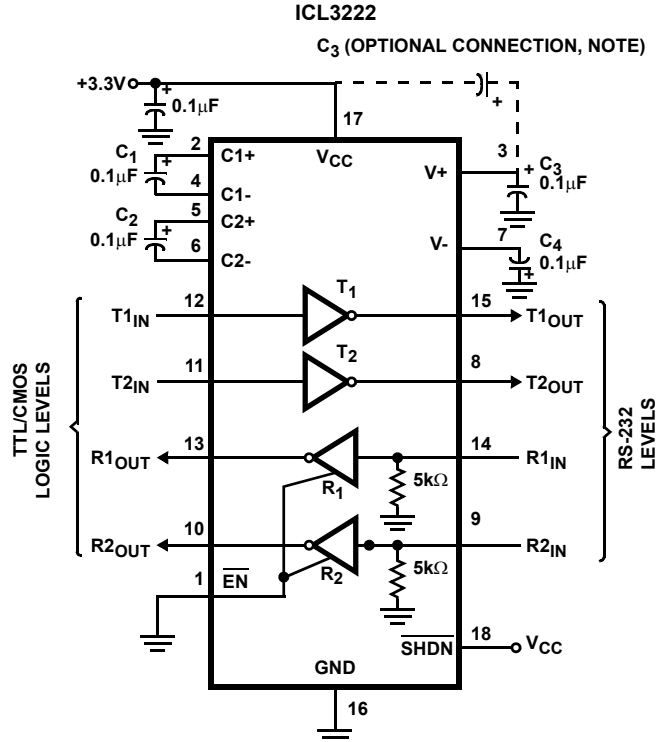 ICL3222
C3 (OPTIONAL CONNECTION, NOTE)
+3.3V
+
0.1µF
17
+
2
C1+
VCC
3
C1
+
0.1µF
V+
+
C3
0.1µF
4
C1-
5
C2+
C2
+
0.1µF
V-
7
C4
0.1µF
+
6
C2-
T1
12
T1IN
15
T1OUT
T2
11
T2IN
8
T2OUT
TTL/CMOS
LOGIC LEVELS
RS-232
LEVELS
13
R1OUT
14
R1IN
R1
5kΩ
10
R2OUT
9
R2IN
1
EN
R2
5kΩ
18
SHDN
VCC
GND
16